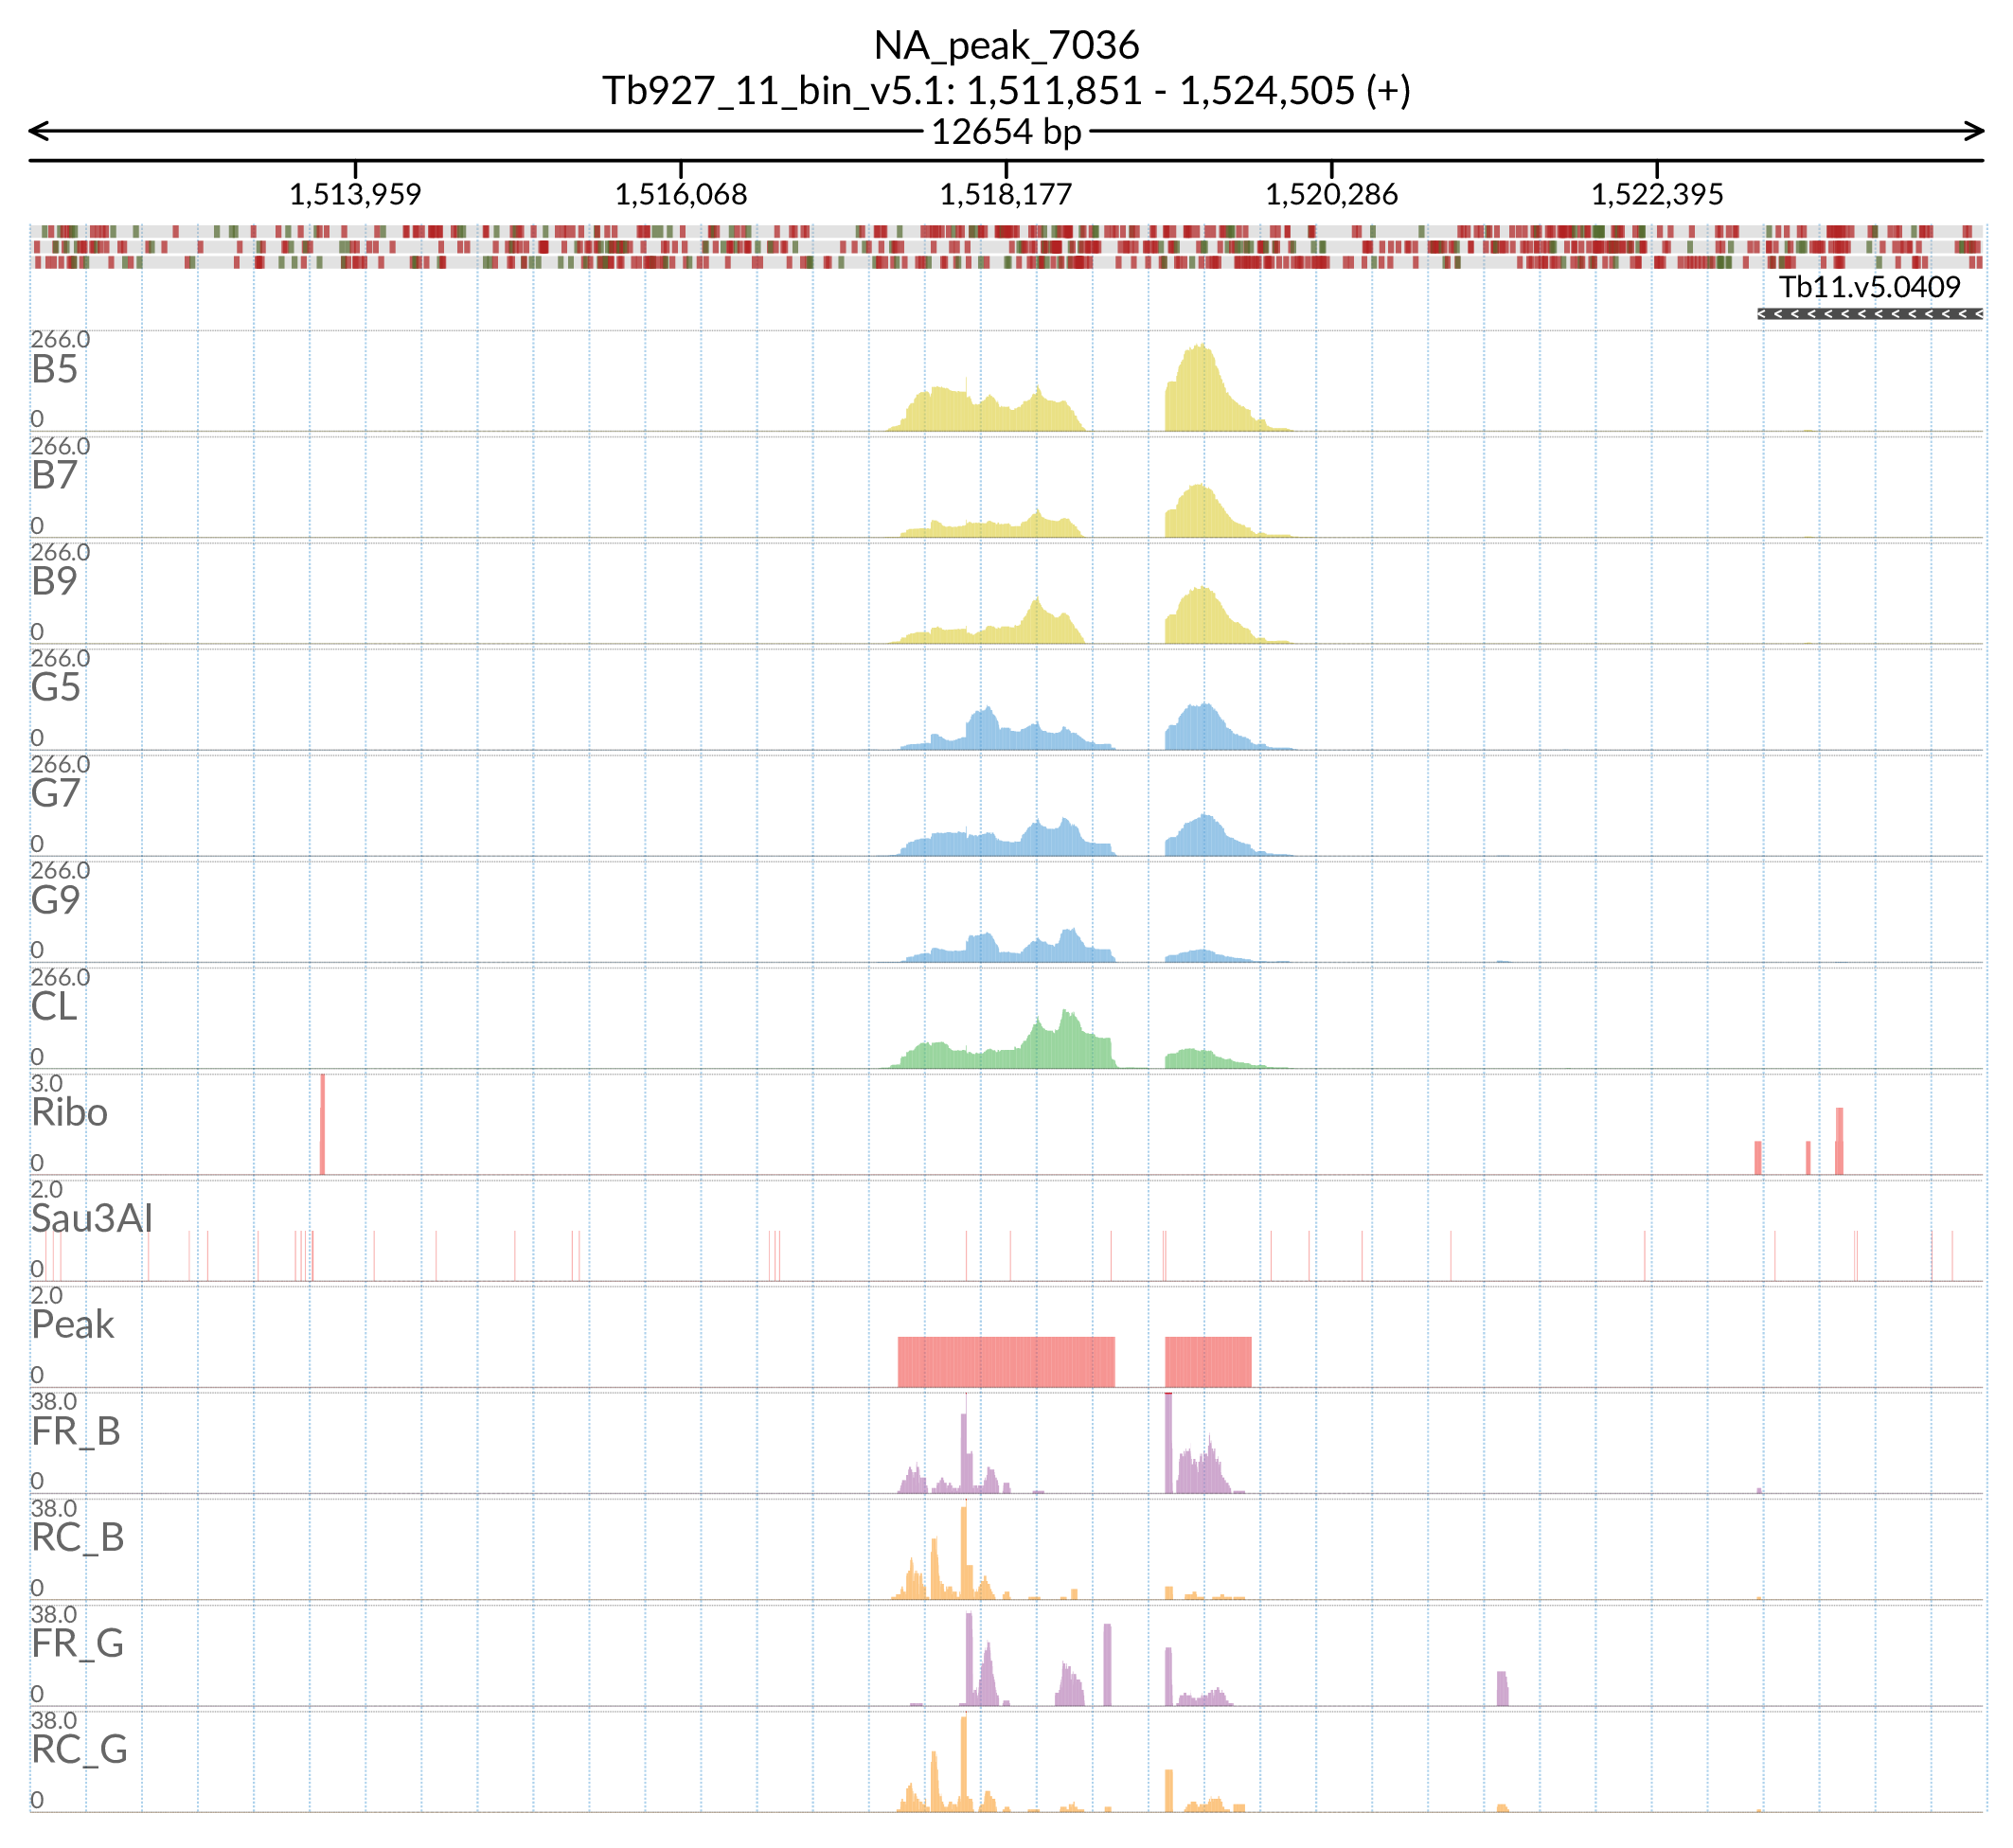 NA_peak_7036
Tb927_11_bin_v5.1: 1,511,851 - 1,524,505 (+)
12654 bp
1,513,959 1,516,068 1,518,177 1,520,286 1,522,395
Tb11.v5.0409
266.0
B5
0
266.0
B7
0
266.0
B9
0
266.0
G5
0
266.0
G7
0
266.0
G9
0
266.0
CL
0
3.0
Ribo
0
2.0
Sau3AI
0
2.0
Peak
0
38.0
FR_B
0
38.0
RC_B
0
38.0
FR_G
0
38.0
RC_G
0